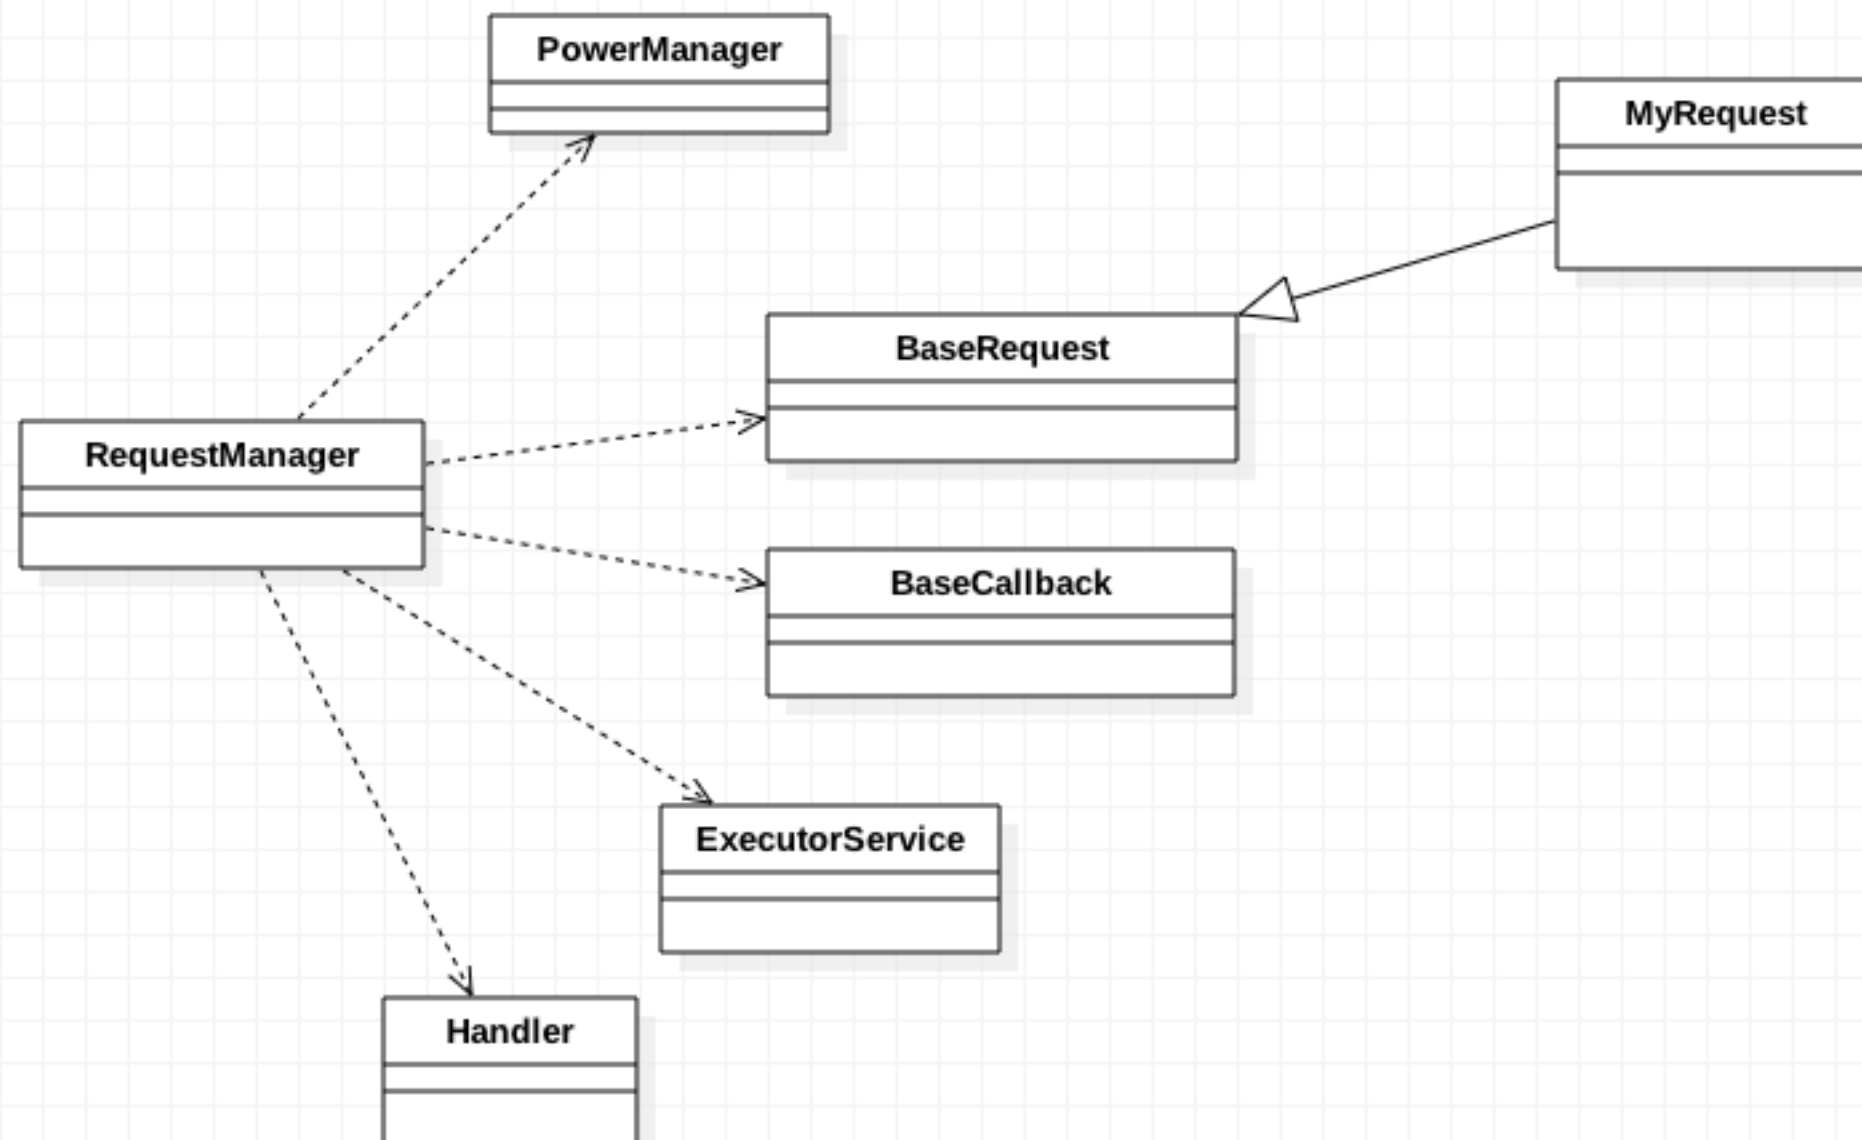 PowerManager
MyRequest
BaseRequest
RequestManager
BaseCallback
ExecutorService
Handler